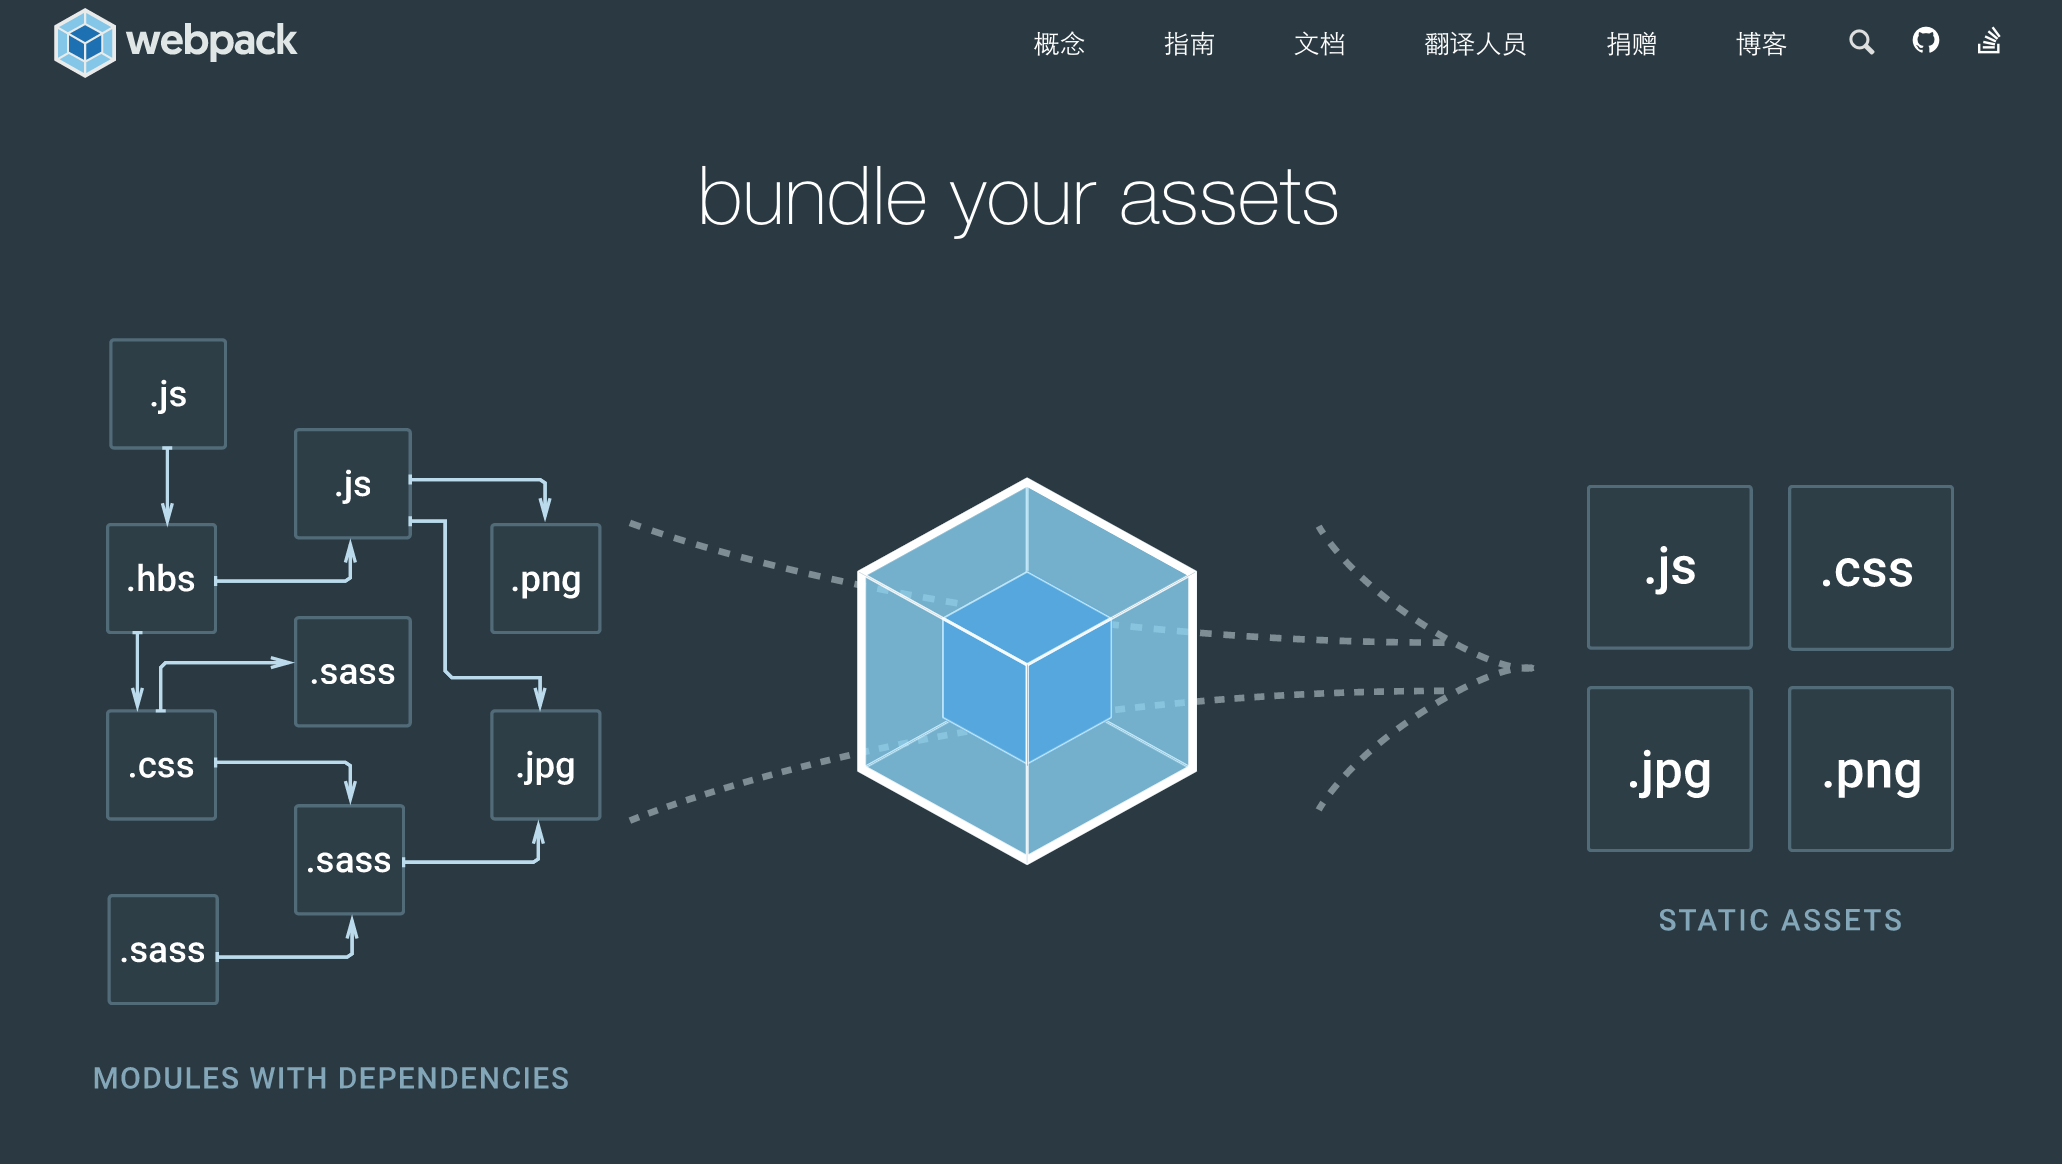 webpack
概念 指南 文档 翻译人员 捐赠 博客
bundle your assets
.js
.js
.hbs
.png
.sass
.css
.jpg
.sass
.sass
MODULES WITH DEPENDENCIES
.js
.css
.jpg
.png
STATIC ASSETS